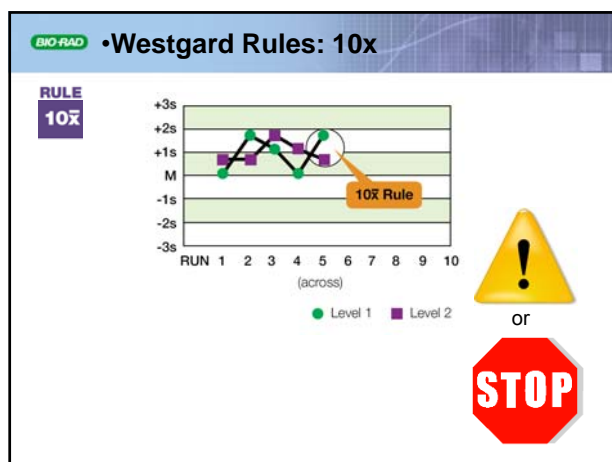 BIO-RAD
•Westgard Rules: 10x
RULE
10x̄
+3s
+2s
+1s
M
-1s
-2s
-3s
10x̄ Rule
RUN 1 2 3 4 5 6 7 8 9 10
(across)
Level 1 Level 2
!
or
STOP